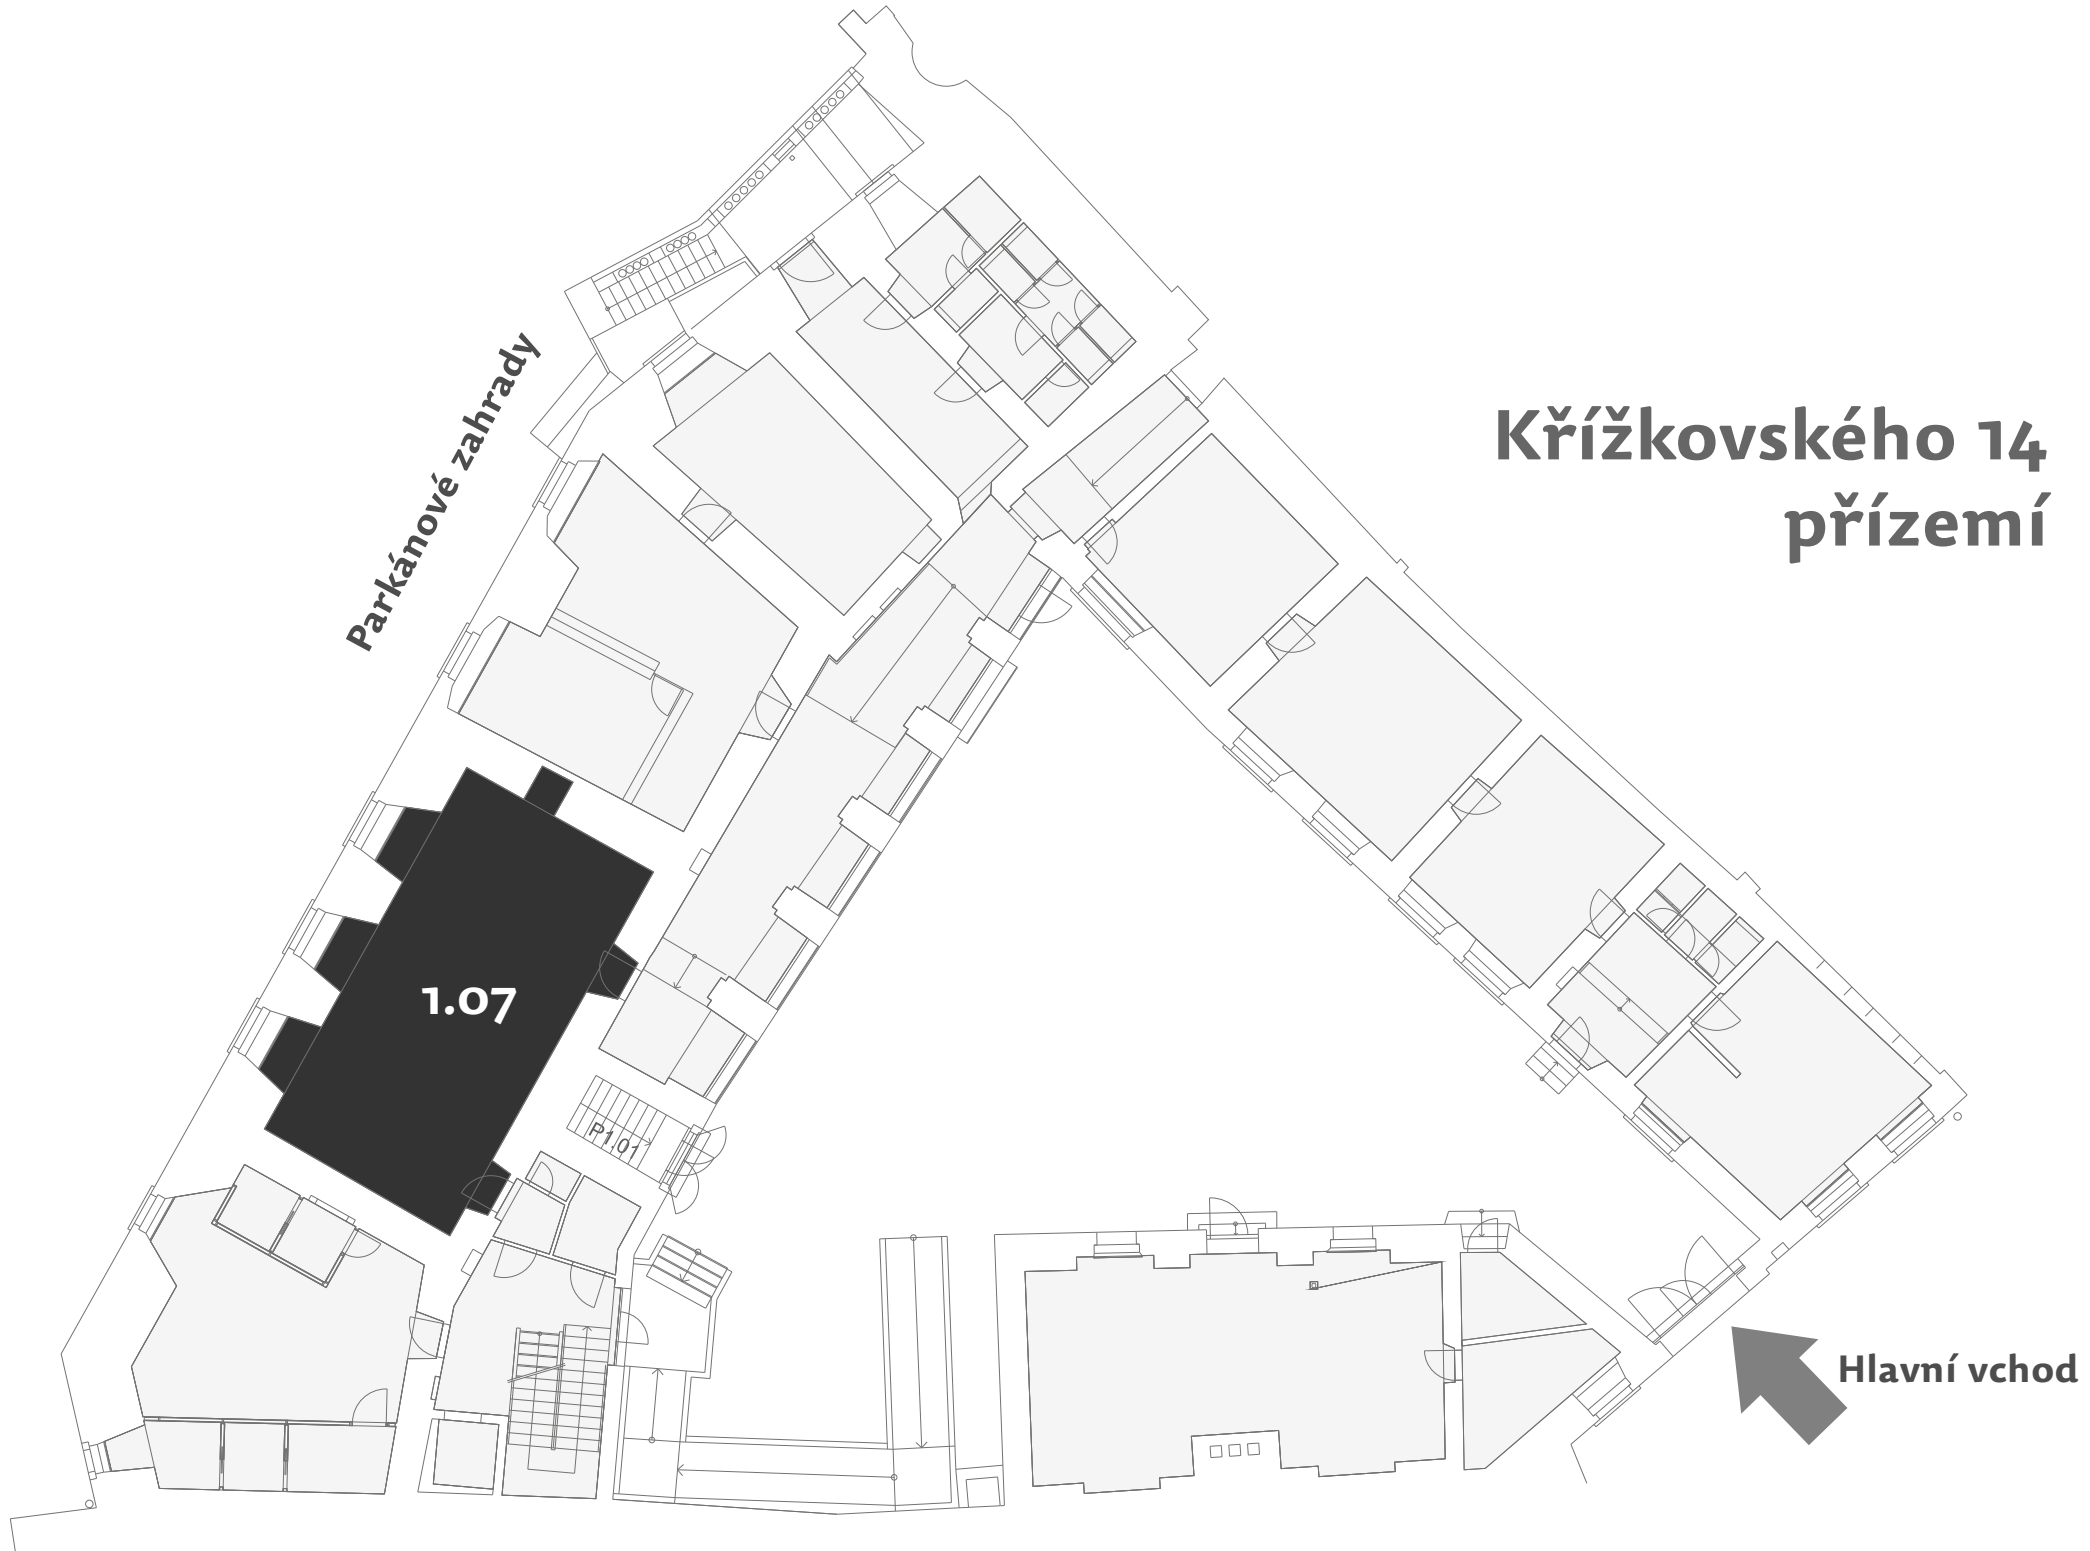 Křížkovského 14
přízemí
Parkánové zahrady
1.07
P1.01
Hlavní vchod